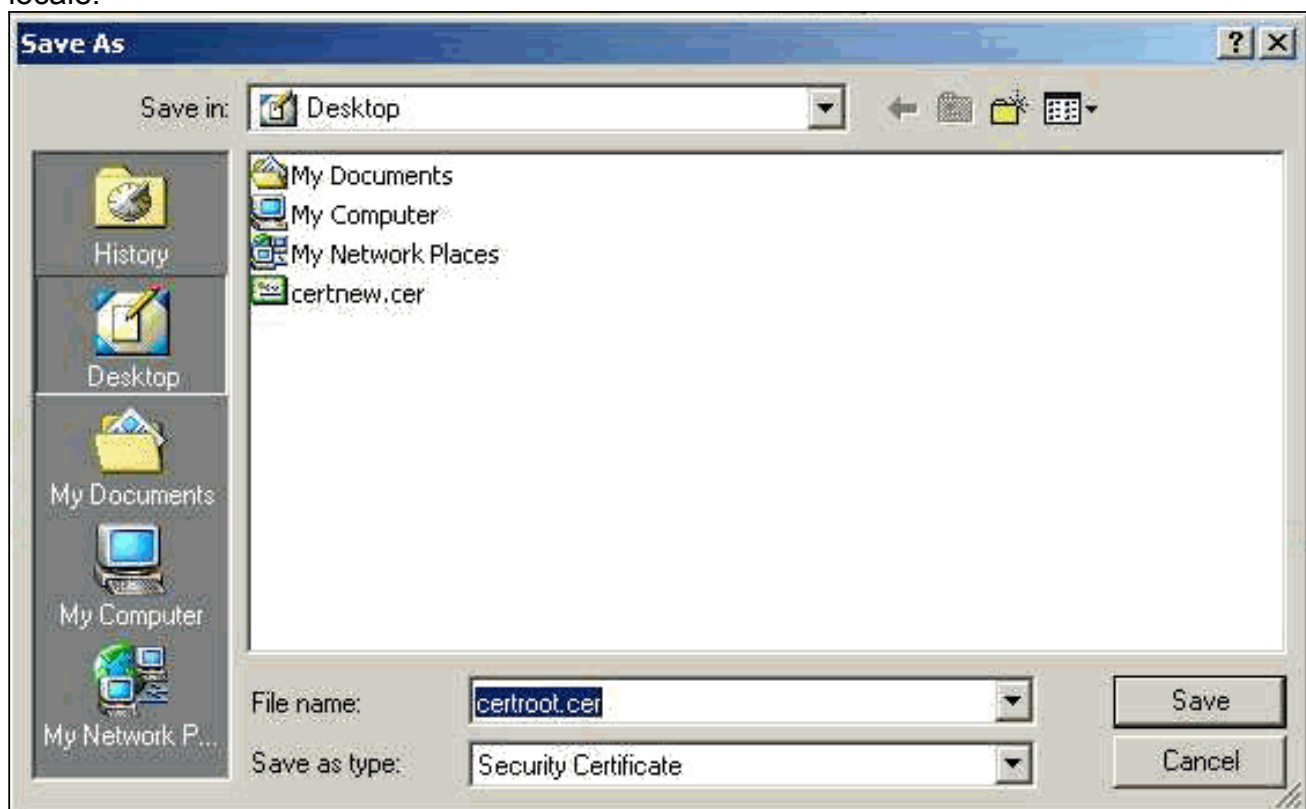 locale.
Save As
Save in:
Desktop
History
Desktop
My Documents
My Computer
My Network P...
My Documents
My Computer
My Network Places
certnew.cer
File name:
certroot.cer
Save
Save as type:
Security Certificate
Cancel